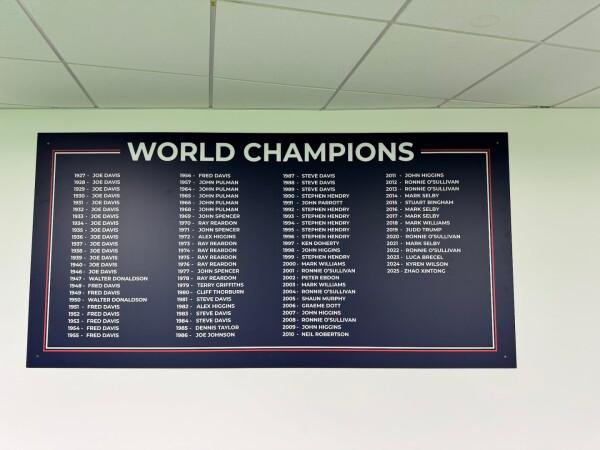 WORLD CHAMPIONS
1927 - JOE DAVIS
1928 - JOE DAVIS
1929 - JOE DAVIS
1930 - JOE DAVIS
1931 - JOE DAVIS
1932 - JOE DAVIS
1933 - JOE DAVIS
1934 - JOE DAVIS
1935 - JOE DAVIS
1936 - JOE DAVIS
1937 - JOE DAVIS
1938 - JOE DAVIS
1939 - JOE DAVIS
1940 - JOE DAVIS
1946 - JOE DAVIS
1947 - WALTER DONALDSON
1948 - FRED DAVIS
1949 - FRED DAVIS
1950 - WALTER DONALDSON
1951 - FRED DAVIS
1952 - FRED DAVIS
1953 - FRED DAVIS
1954 - FRED DAVIS
1955 - FRED DAVIS
1956 - FRED DAVIS
1957 - JOHN PULMAN
1964 - JOHN PULMAN
1965 - JOHN PULMAN
1966 - JOHN PULMAN
1968 - JOHN PULMAN
1969 - JOHN SPENCER
1970 - RAY REARDON
1971 - JOHN SPENCER
1972 - ALEX HIGGINS
1973 - RAY REARDON
1974 - RAY REARDON
1975 - RAY REARDON
1976 - RAY REARDON
1977 - JOHN SPENCER
1978 - RAY REARDON
1979 - TERRY GRIFFITHS
1980 - CLIFF THORBURN
1981 - STEVE DAVIS
1982 - ALEX HIGGINS
1983 - STEVE DAVIS
1984 - STEVE DAVIS
1985 - DENNIS TAYLOR
1986 - JOE JOHNSON
1987 - STEVE DAVIS
1988 - STEVE DAVIS
1989 - STEVE DAVIS
1990 - STEPHEN HENDRY
1991 - JOHN PARROTT
1992 - STEPHEN HENDRY
1993 - STEPHEN HENDRY
1994 - STEPHEN HENDRY
1995 - STEPHEN HENDRY
1996 - STEPHEN HENDRY
1997 - KEN DOHERTY
1998 - JOHN HIGGINS
1999 - STEPHEN HENDRY
2000 - MARK WILLIAMS
2001 - RONNIE O'SULLIVAN
2002 - PETER EBDON
2003 - MARK WILLIAMS
2004 - RONNIE O'SULLIVAN
2005 - SHAUN MURPHY
2006 - GRAEME DOTT
2007 - JOHN HIGGINS
2008 - RONNIE O'SULLIVAN
2009 - JOHN HIGGINS
2010 - NEIL ROBERTSON
2011 - JOHN HIGGINS
2012 - RONNIE O'SULLIVAN
2013 - RONNIE O'SULLIVAN
2014 - MARK SELBY
2015 - STUART BINGHAM
2016 - MARK SELBY
2017 - MARK SELBY
2018 - MARK WILLIAMS
2019 - JUDD TRUMP
2020 - RONNIE O'SULLIVAN
2021 - MARK SELBY
2022 - RONNIE O'SULLIVAN
2023 - LUCA BRECEL
2024 - KYREN WILSON
2025 - ZHAO XINTONG